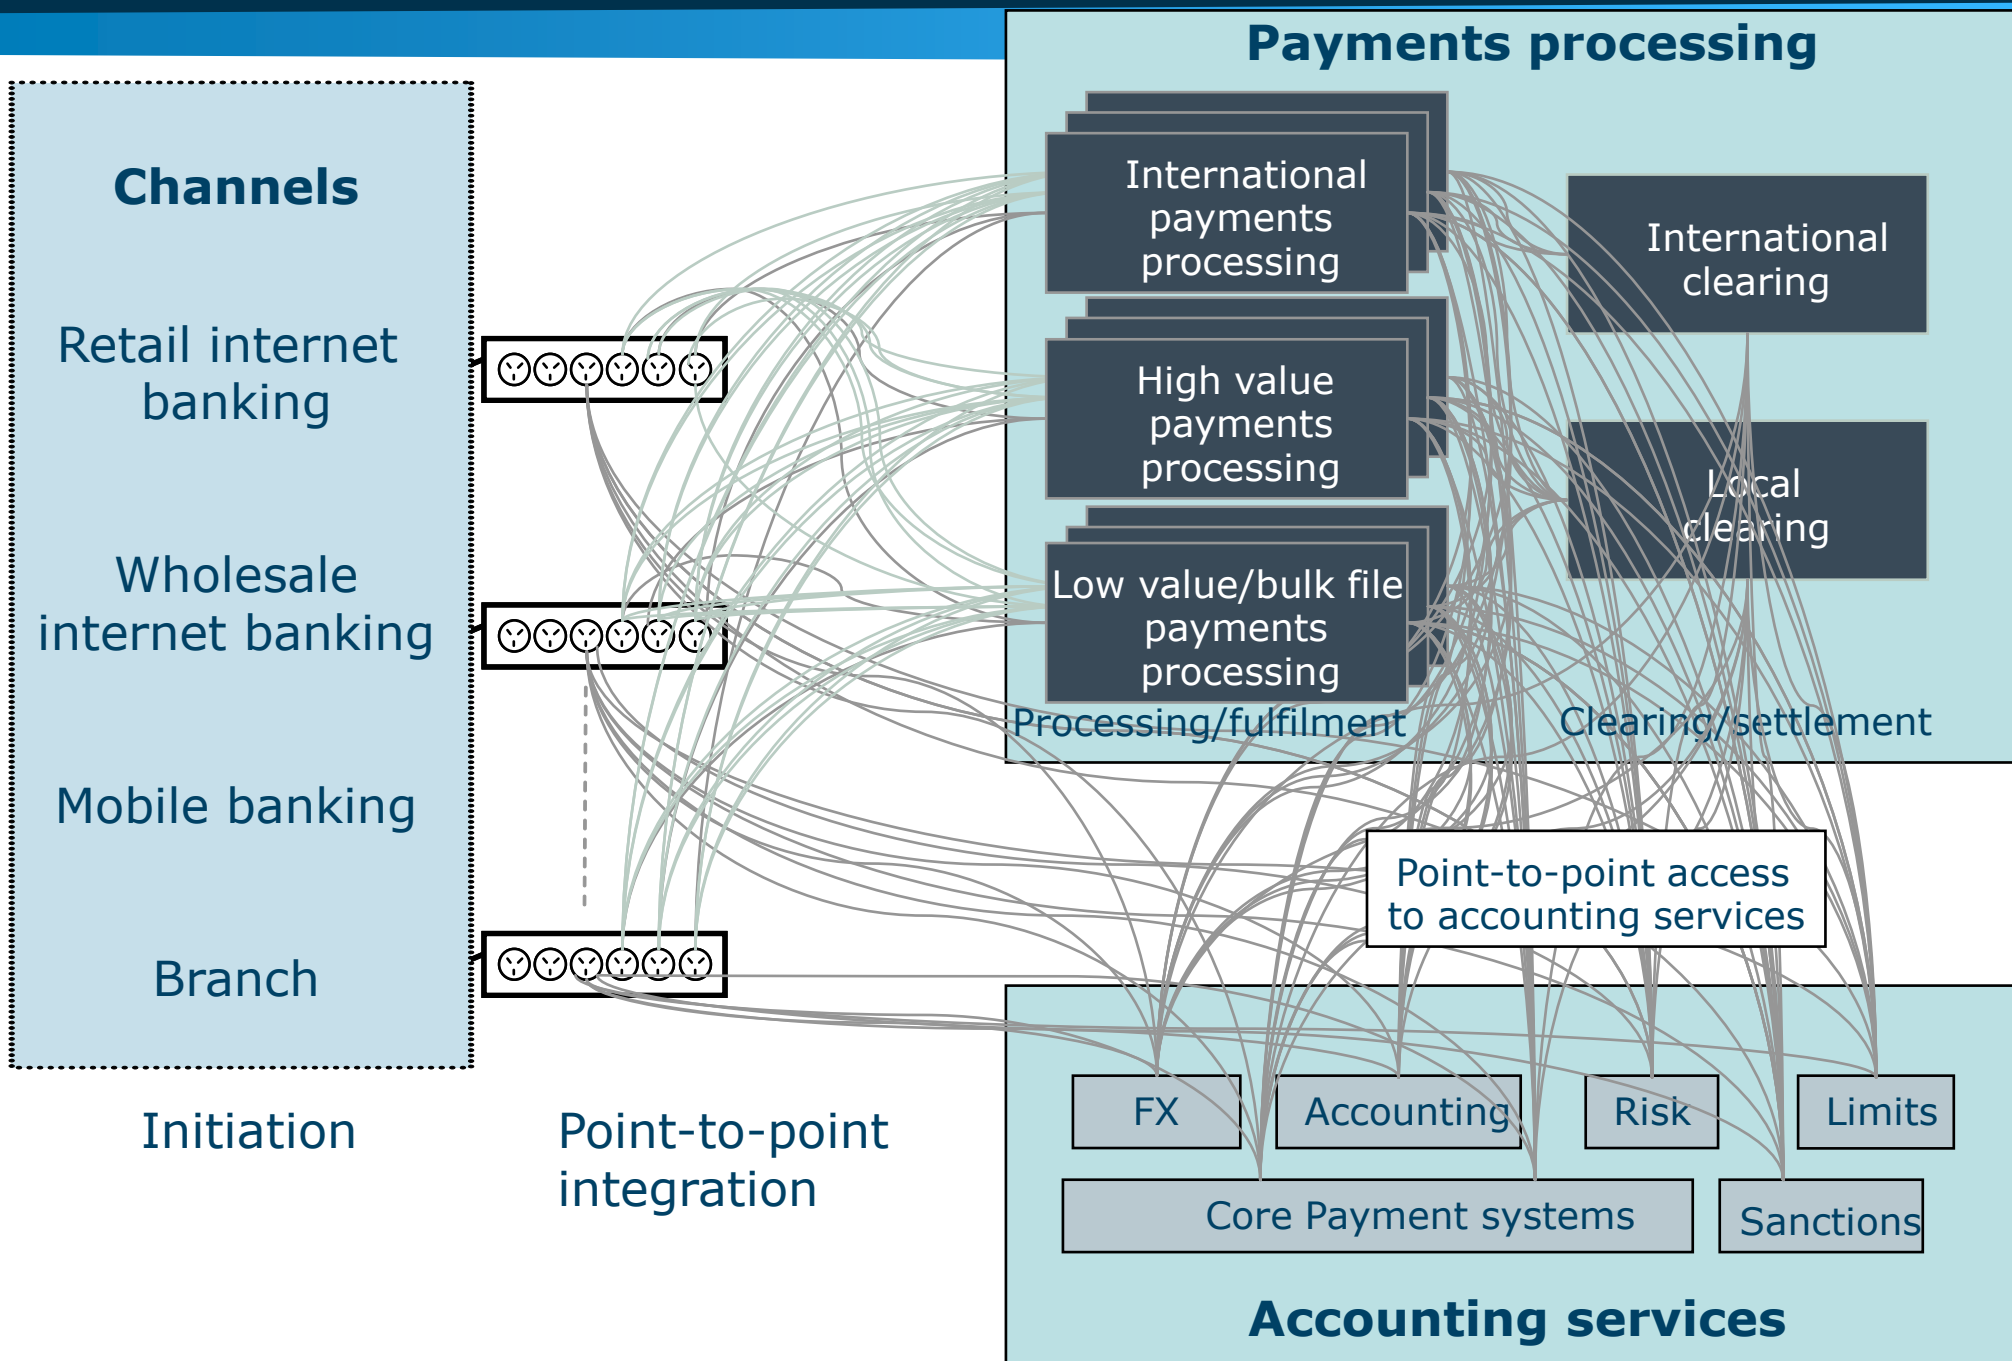 Payments processing
Channels
Retail internet
banking
Wholesale
internet banking
Mobile banking
Branch
Initiation
Point-to-point
integration
International
payments
processing
High value
payments
processing
Low value/bulk file
payments
processing
Processing/fulfilment
International
clearing
Local
clearing
Clearing/settlement
Point-to-point access
to accounting services
FX
Accounting
Risk
Limits
Core Payment systems
Sanctions
Accounting services